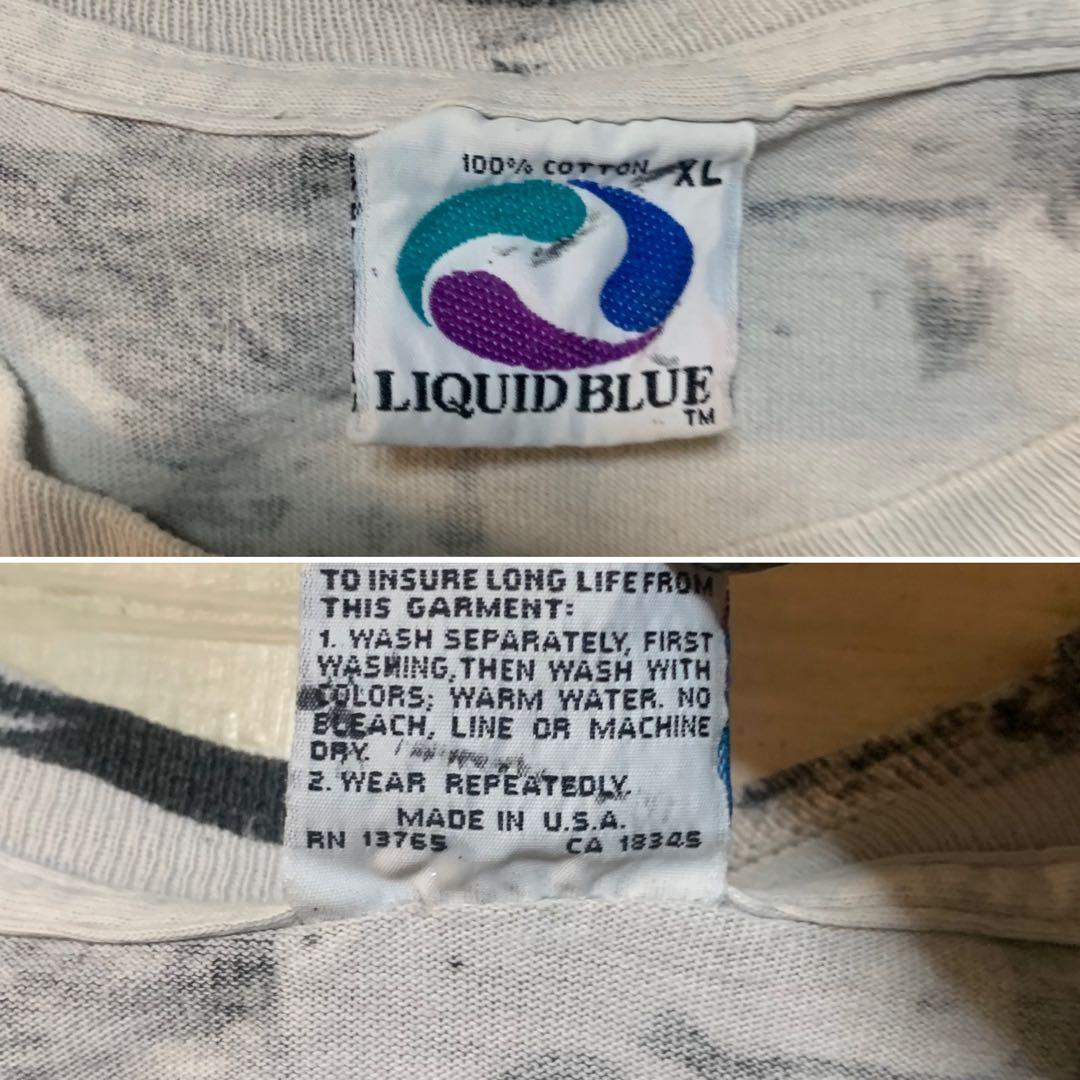 100% COTTON XL
LIQUID BLUE
TM
TO INSURE LONG LIFE FROM
THIS GARMENT:
1. WASH SEPARATELY, FIRST
WASHING, THEN WASH WITH
COLORS; WARM WATER. NO
BLEACH, LINE OR MACHINE
DRY.
2. WEAR REPEATEDLY.
MADE IN U.S.A.
RN 13765 CA 18345